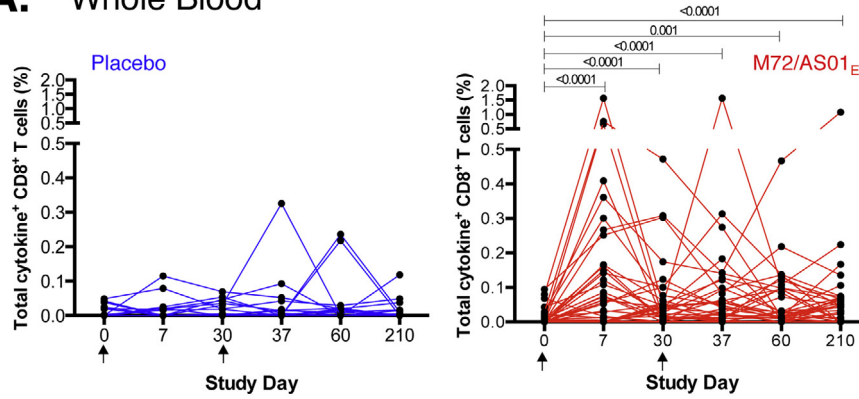 A. Whole Blood
Placebo
Total cytokine⁺ CD8⁺ T cells (%)
2.0
1.5
1.0
0.5
0.5
0.4
0.3
0.2
0.1
0.0
0 7 30 37 60 210
Study Day
<0.0001
0.001
<0.0001
<0.0001
<0.0001
M72/AS01E
Total cytokine⁺ CD8⁺ T cells (%)
2.0
1.5
1.0
0.5
0.5
0.4
0.3
0.2
0.1
0.0
0 7 30 37 60 210
Study Day